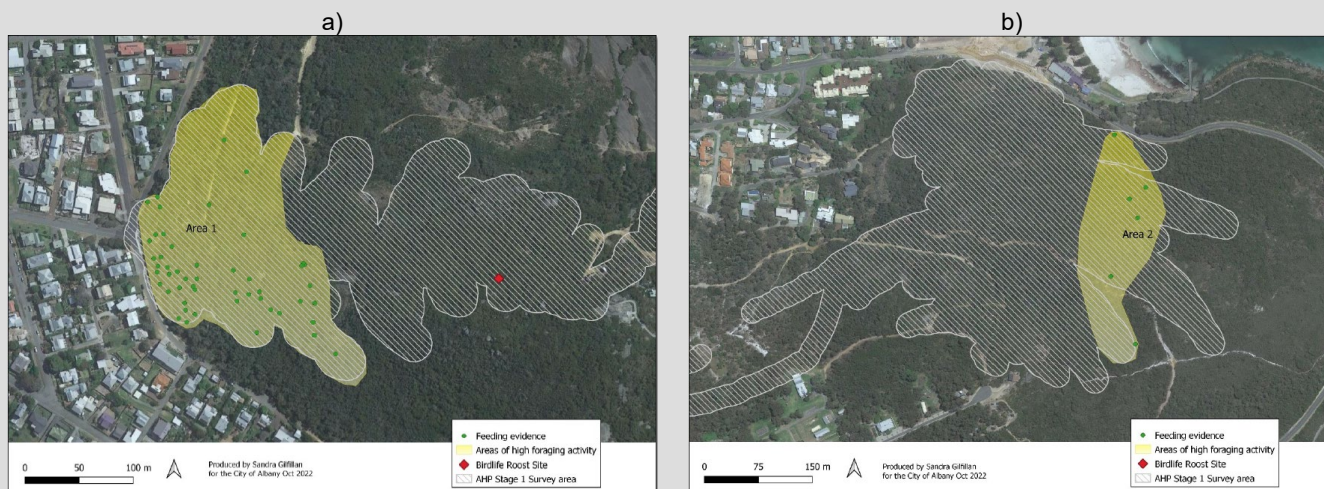 a)
Area 1
Feeding evidence
Areas of high foraging activity
Birdlife Roost Site
AHP Stage 1 Survey area
0 50 100 m
Produced by Sandra Gilfillan
for the City of Albany Oct 2022
b)
Area 2
Feeding evidence
Areas of high foraging activity
Birdlife Roost Site
AHP Stage 1 Survey area
0 75 150 m
Produced by Sandra Gilfillan
for the City of Albany Oct 2022